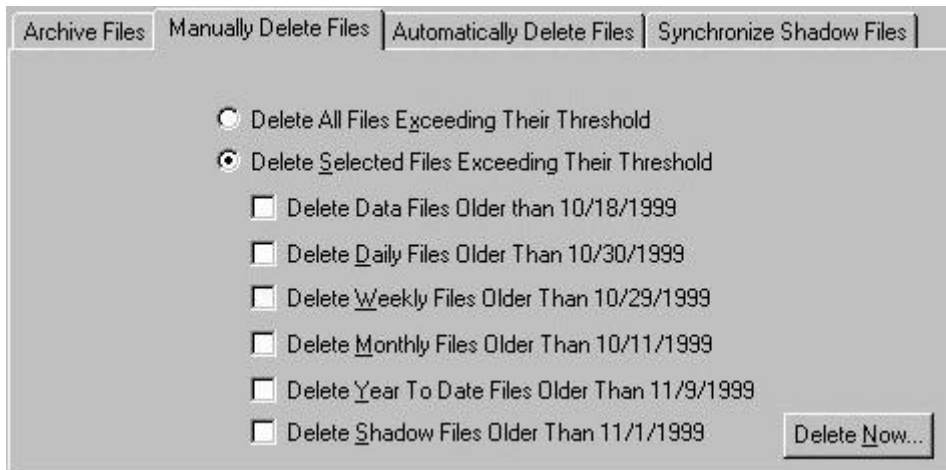 Archive Files Manually Delete Files Automatically Delete Files Synchronize Shadow Files
Delete All Files Exceeding Their Threshold
Delete Selected Files Exceeding Their Threshold
Delete Data Files Older than 10/18/1999
Delete Daily Files Older Than 10/30/1999
Delete Weekly Files Older Than 10/29/1999
Delete Monthly Files Older Than 10/11/1999
Delete Year To Date Files Older Than 11/9/1999
Delete Shadow Files Older Than 11/1/1999
Delete Now...